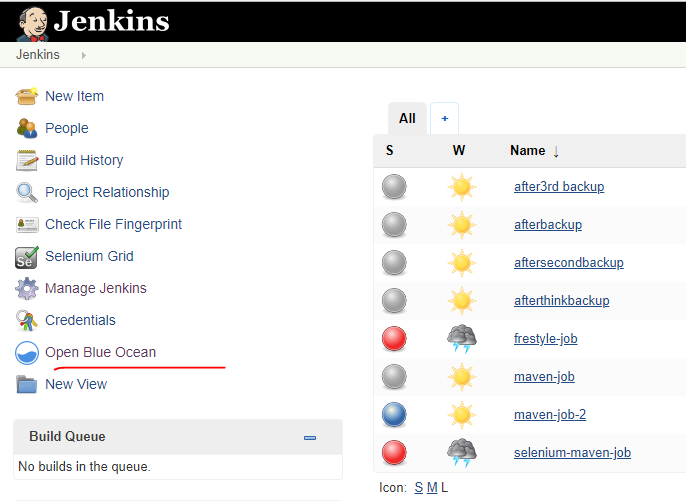 Jenkins
Jenkins
New Item
People
Build History
Project Relationship
Check File Fingerprint
Se Selenium Grid
Manage Jenkins
Credentials
Open Blue Ocean
New View
Build Queue
No builds in the queue.
All +
S W Name ↓
after3rd backup
afterbackup
aftersecondbackup
afterthinkbackup
frestyle-job
maven-job
maven-job-2
selenium-maven-job
Icon: S M L